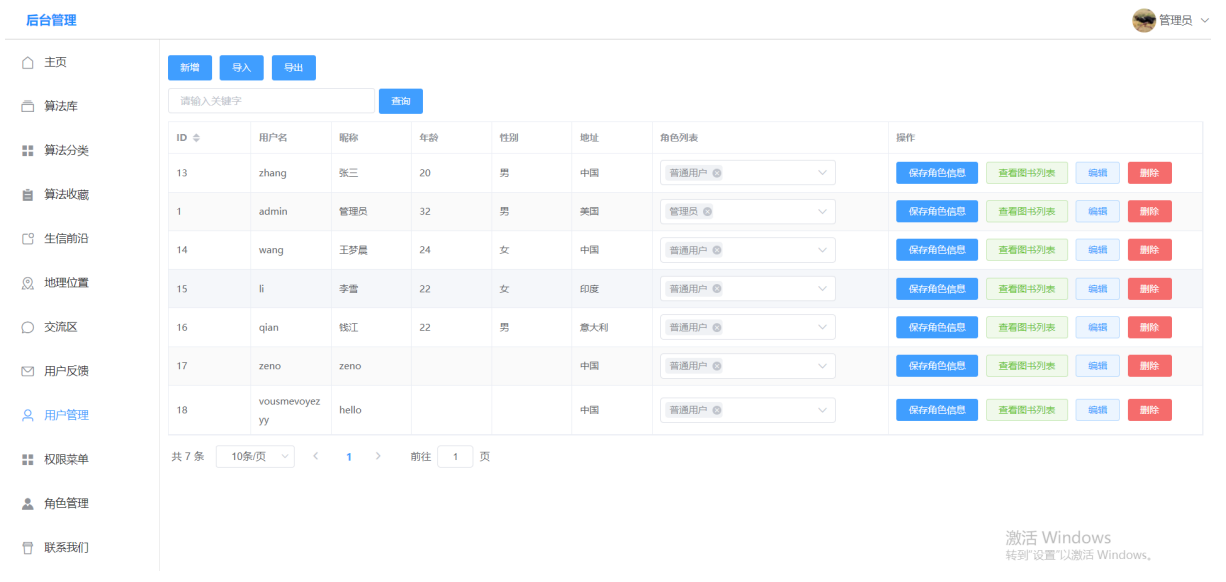 后台管理
管理员
主页
算法库
算法分类
算法收藏
生信前沿
地理位置
交流区
用户反馈
用户管理
权限菜单
角色管理
联系我们
新增 导入 导出
请输入关键字 查询
ID 用户名 昵称 年龄 性别 地址 角色列表 操作
13 zhang 张三 20 男 中国 普通用户 保存角色信息 查看图书列表 编辑 删除
1 admin 管理员 32 男 美国 管理员 保存角色信息 查看图书列表 编辑 删除
14 wang 王梦晨 24 女 中国 普通用户 保存角色信息 查看图书列表 编辑 删除
15 li 李雪 22 女 印度 普通用户 保存角色信息 查看图书列表 编辑 删除
16 qian 钱江 22 男 意大利 普通用户 保存角色信息 查看图书列表 编辑 删除
17 zeno zeno 中国 普通用户 保存角色信息 查看图书列表 编辑 删除
18 vousmevoyez
yy hello 中国 普通用户 保存角色信息 查看图书列表 编辑 删除
共 7 条 10条/页 1 前往 1 页
激活 Windows
转到"设置"以激活 Windows。